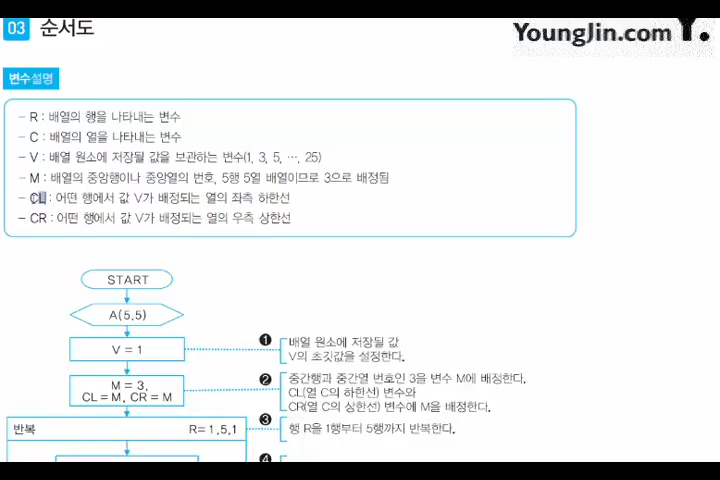 03 순서도
YoungJin.com Y.
변수설명
- R : 배열의 행을 나타내는 변수
- C : 배열의 열을 나타내는 변수
- V : 배열 원소에 저장될 값을 보관하는 변수(1, 3, 5, …, 25)
- M : 배열의 중앙행이나 중앙열의 번호, 5행 5열 배열이므로 3으로 배정됨
- CL : 어떤 행에서 값 V가 배정되는 열의 좌측 하한선
- CR : 어떤 행에서 값 V가 배정되는 열의 우측 상한선
START
A(5,5)
V = 1
❶ 배열 원소에 저장될 값
V의 초깃값을 설정한다.
M = 3,
CL = M, CR = M
❷ 중간행과 중간열 번호인 3을 변수 M에 배정한다.
CL(열 C의 하한선) 변수와
CR(열 C의 상한선) 변수에 M을 배정한다.
반복 R = 1,5,1
❸ 행 R을 1행부터 5행까지 반복한다.
❹